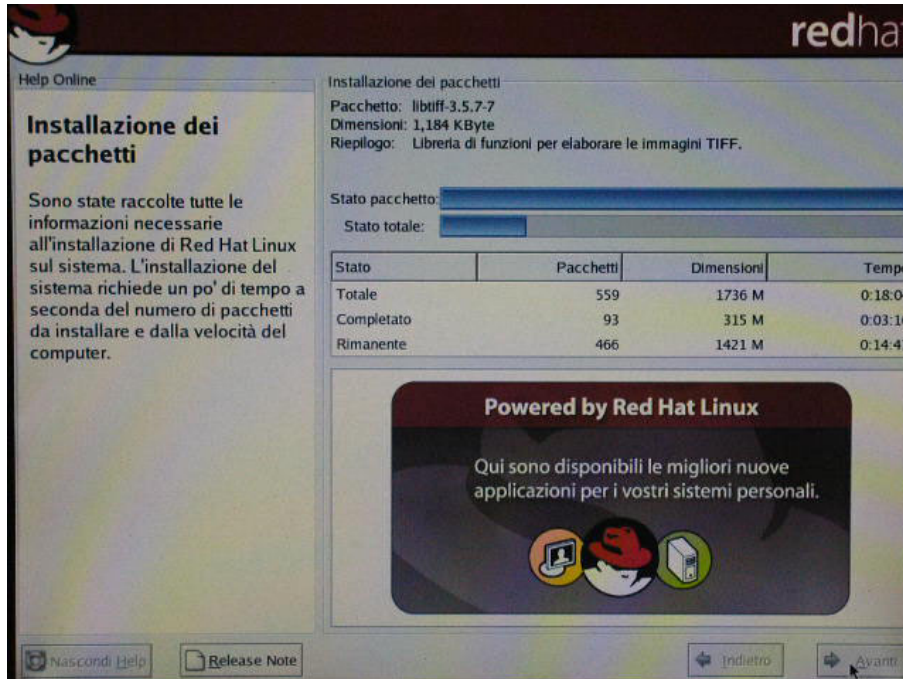 redha
Help Online
Installazione dei
pacchetti
Sono state raccolte tutte le
informazioni necessarie
all'installazione di Red Hat Linux
sul sistema. L'installazione del
sistema richiede un po' di tempo a
seconda del numero di pacchetti
da installare e dalla velocità del
computer.
Installazione dei pacchetti
Pacchetto: libtiff-3.5.7-7
Dimensioni: 1,184 KByte
Riepilogo: Libreria di funzioni per elaborare le immagini TIFF.
Stato pacchetto:
Stato totale:
Stato Pacchetti Dimensioni Temp
Totale 559 1736 M 0:18:0
Completato 93 315 M 0:03:1
Rimanente 466 1421 M 0:14:4
Powered by Red Hat Linux
Qui sono disponibili le migliori nuove
applicazioni per i vostri sistemi personali.
Nascondi Help
Release Note
Indietro
Avanti